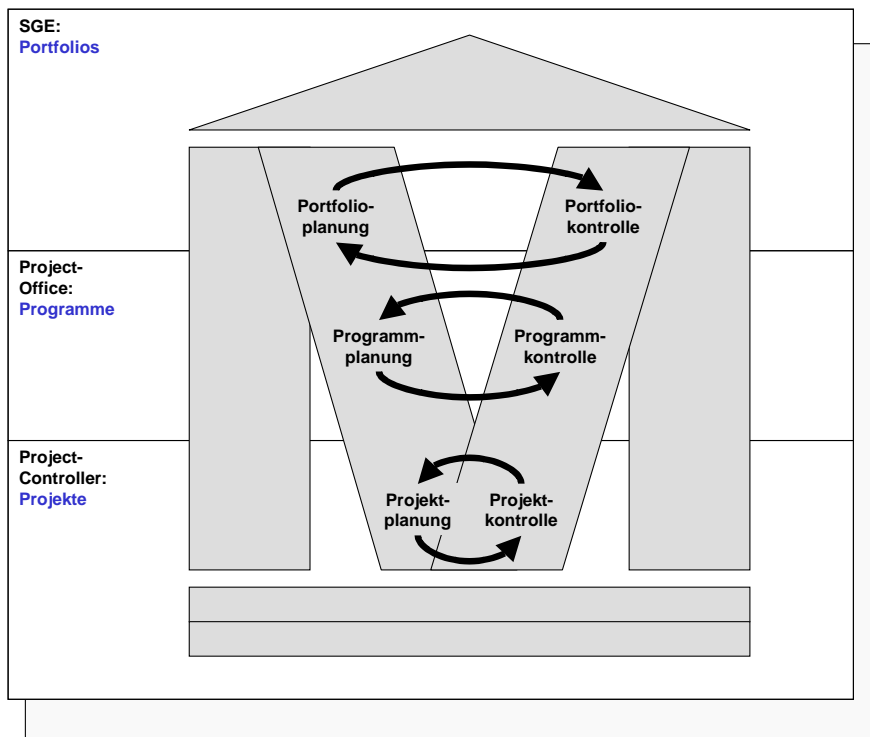 SGE:
Portfolios
Portfolio-
planung
Portfolio-
kontrolle
Project-
Office:
Programme
Programm-
planung
Programm-
kontrolle
Project-
Controller:
Projekte
Projekt-
planung
Projekt-
kontrolle